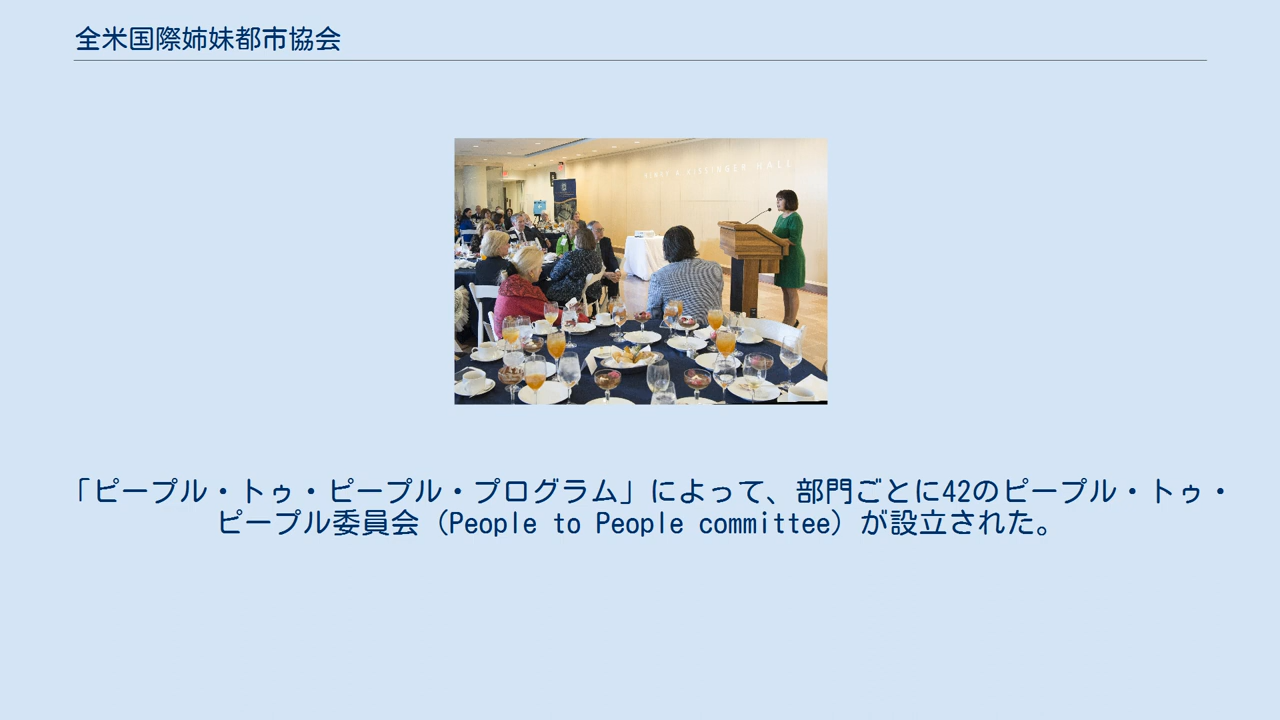 全米国際姉妹都市協会
HENRY A KISSINGER HALL
「ピープル・トゥ・ピープル・プログラム」によって、部門ごとに42のピープル・トゥ・
ピープル委員会（People to People committee）が設立された。